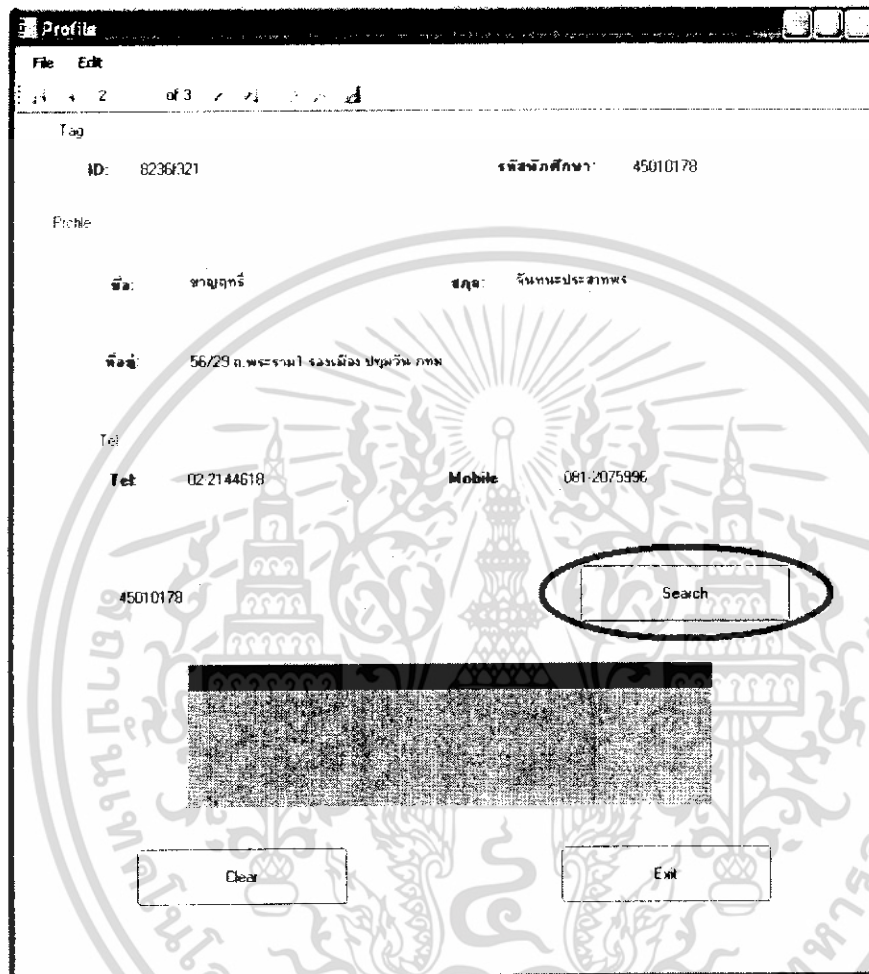 Profile
File Edit
2 of 3
Tag
ID: 8236f321 รหัสนักศึกษา: 45010178
Profile
ชื่อ: ชาญฤทธิ์ สกุล: จันทนะประสาทพร
ที่อยู่: 56/29 ถ.พระราม1 รองเมือง ปทุมวัน กทม
Tel
Tel: 02-2144618 Mobile 081-2075996
45010178 Search
Clear Exit